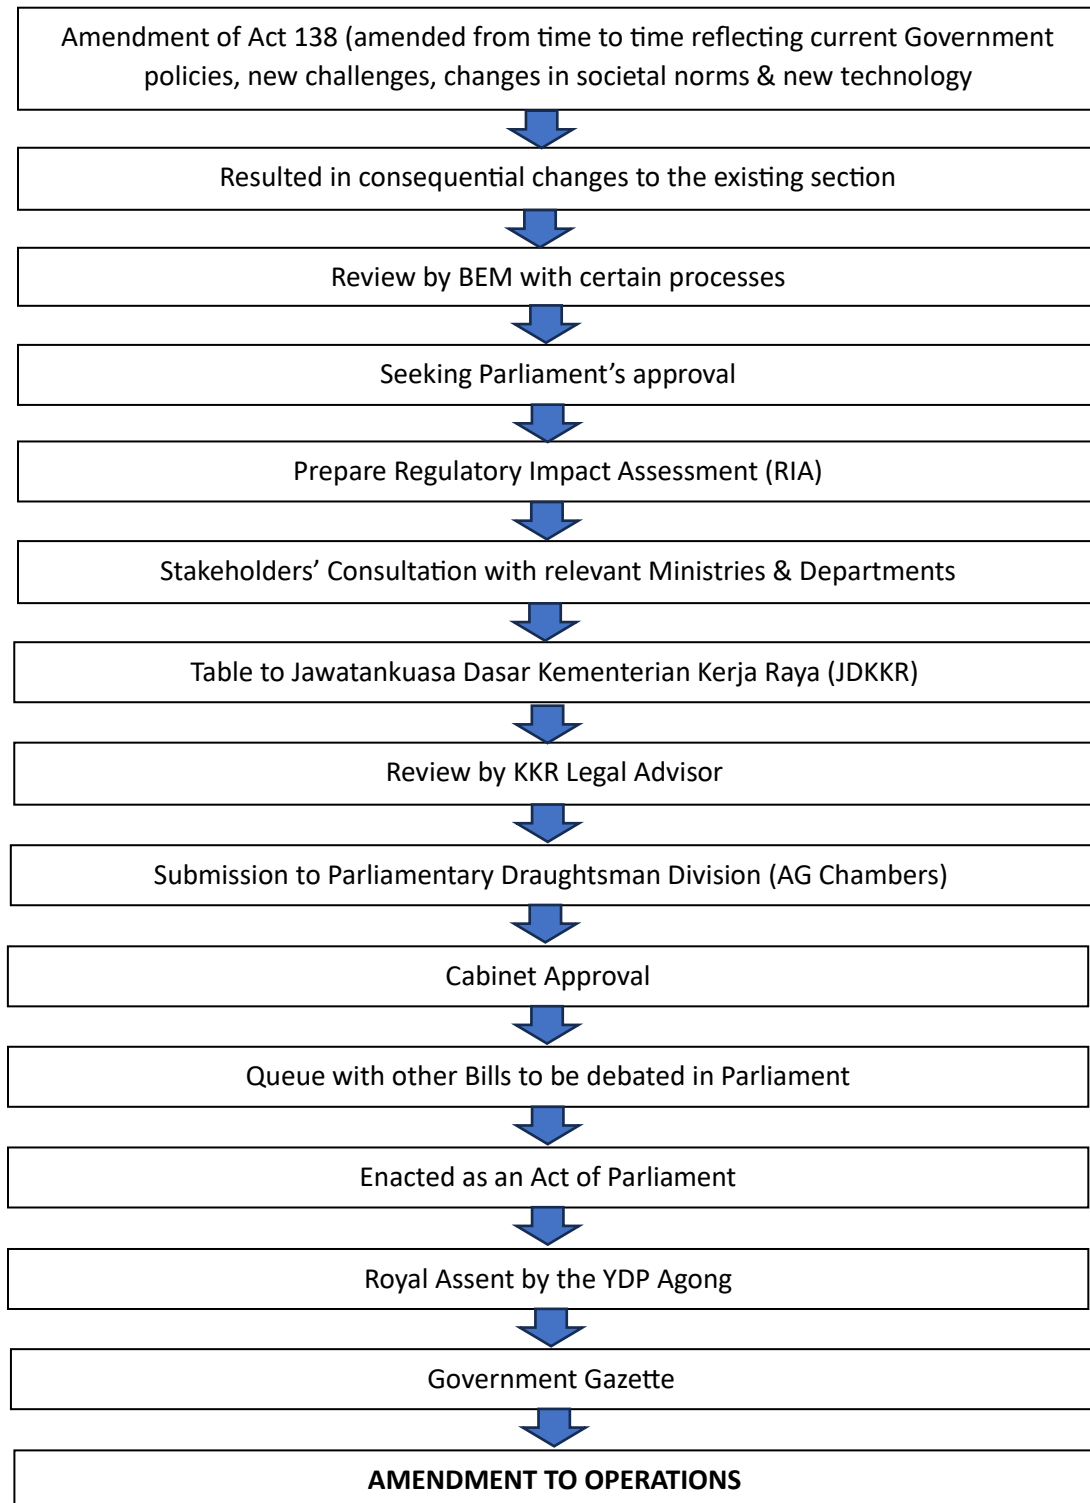 Amendment of Act 138 (amended from time to time reflecting current Government
policies, new challenges, changes in societal norms & new technology
Resulted in consequential changes to the existing section
Review by BEM with certain processes
Seeking Parliament’s approval
Prepare Regulatory Impact Assessment (RIA)
Stakeholders’ Consultation with relevant Ministries & Departments
Table to Jawatankuasa Dasar Kementerian Kerja Raya (JDKKR)
Review by KKR Legal Advisor
Submission to Parliamentary Draughtsman Division (AG Chambers)
Cabinet Approval
Queue with other Bills to be debated in Parliament
Enacted as an Act of Parliament
Royal Assent by the YDP Agong
Government Gazette
AMENDMENT TO OPERATIONS